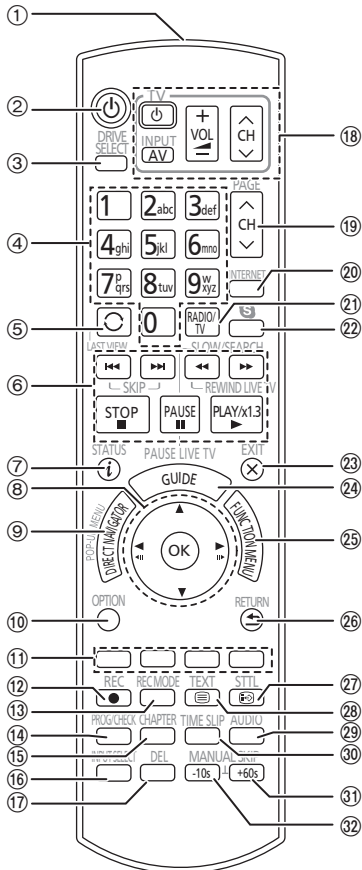 ①
②
TV
DRIVE
SELECT
INPUT
AV
+
VOL
−
CH
⑱
③
PAGE
1 2abc 3def
CH
⑲
④
4ghi 5jkl 6mno
INTERNET
⑳
7pqrs 8tuv 9wxyz
㉑
⑤
0
RADIO/
TV
S
㉒
LAST VIEW
SLOW/SEARCH
⑥
SKIP
REWIND LIVE TV
STOP
PAUSE
PLAY/x1.3
STATUS
PAUSE LIVE TV
EXIT
⑦
i
㉓
⑧
GUIDE
㉔
⑨
POP-UP MENU
DIRECT NAVIGATOR
OK
FUNCTION MENU
㉕
OPTION
RETURN
⑩
㉖
⑪
REC
REC MODE
TEXT
STTL
⑫
㉗
⑬
㉘
PROG/CHECK
CHAPTER
TIME SLIP
AUDIO
⑭
㉙
⑮
㉚
INPUT SELECT
DEL
MANUAL SKIP
⑯
-10s
+60s
㉛
⑰
㉜